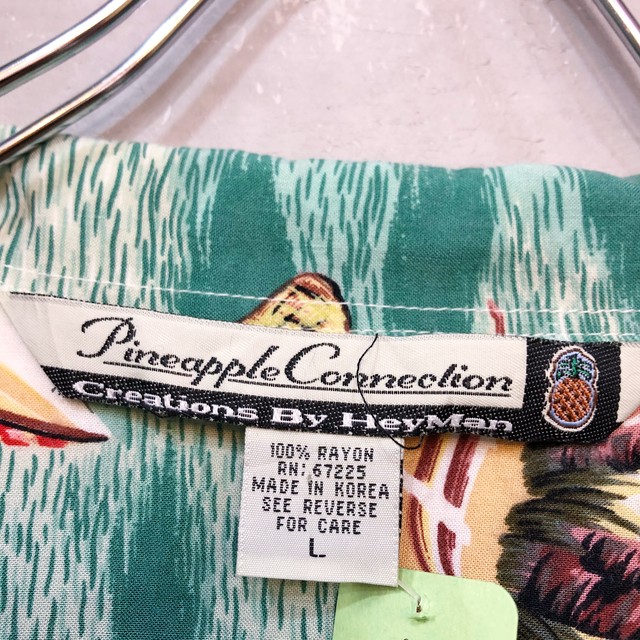 Pineapple Connection
Creations By HeyMan
100% RAYON
RN: 67225
MADE IN KOREA
SEE REVERSE
FOR CARE
L